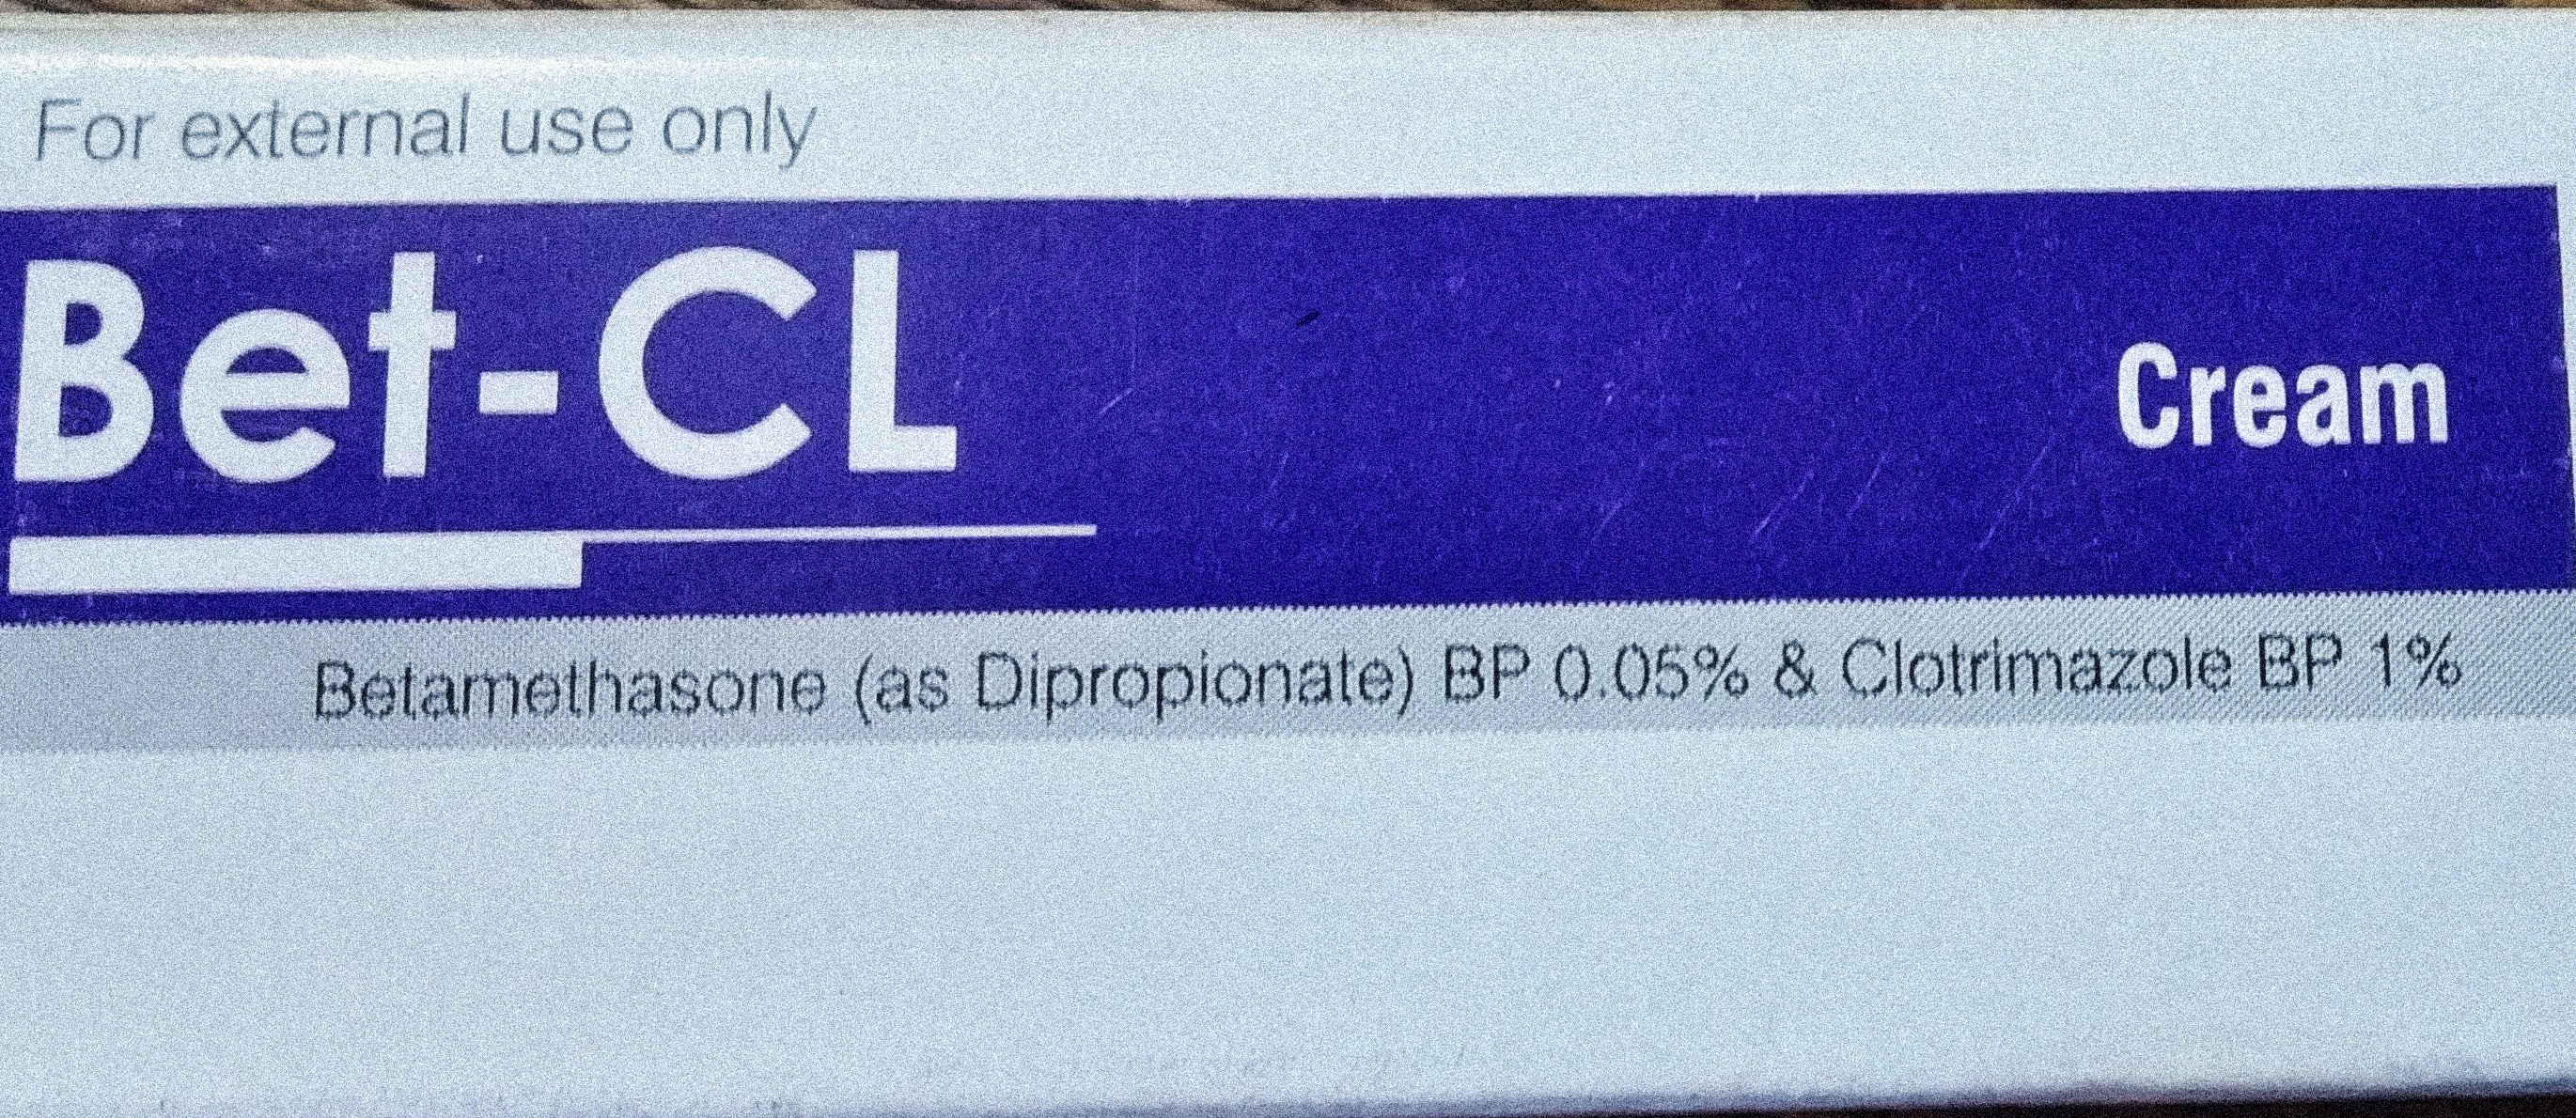 For external use only
Bet-CL
Cream
Betamethasone (as Dipropionate) BP 0.05% & Clotrimazole BP 1%